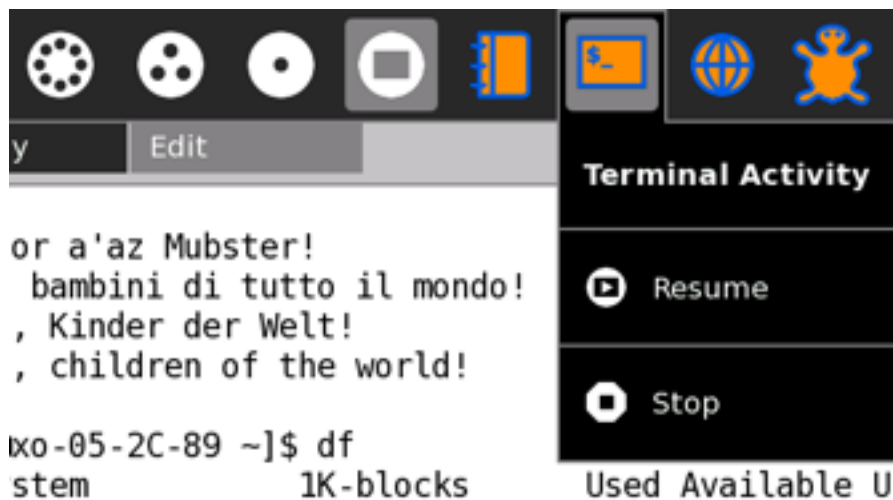 $_
y Edit
Terminal Activity
or a'az Mubster!
bambini di tutto il mondo!
Resume
, Kinder der Welt!
, children of the world!
Stop
xo-05-2C-89 ~]$ df
stem 1K-blocks Used Available U